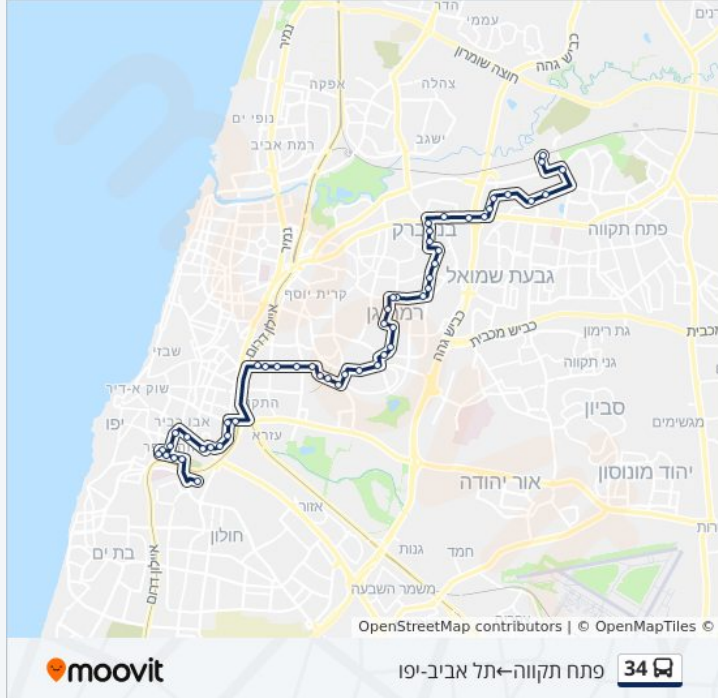 הדר
עממי
כביש גהה
נמיר
חוצה שומרון
אפקה
צהלה
נופי ים
ישגב
רמת אביב
נמיר
בני ברק
פתח תקווה
גבעת שמואל
קרית יוסף
רמת גן
איילון דרום
כביש גהה
כביש מכבית
מכבית
גת רימון
שבזי
גני תקווה
שוק א-דיר
סביון
יפו
אבו כביר
התק
מגשימים
עזרא
יהוד מונוסון
אור יהודה
אזור
חולון
רות
בת ים
חמד
גנות
איילון דרום
משמר השבעה
OpenStreetMap contributors | © OpenMapTiles ©
moovit
34 פתח תקווה←תל אביב-יפו